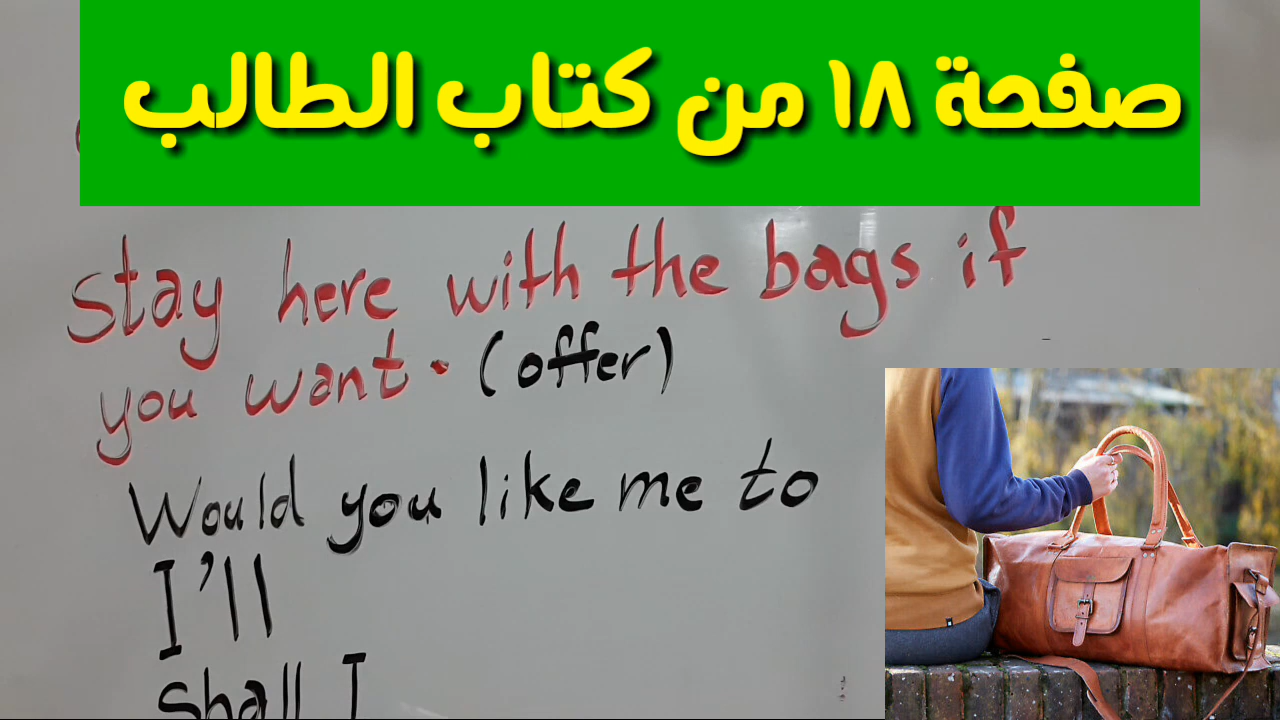 صفحة ١٨ من كتاب الطالب
Stay here with the bags if
you want. (offer)
Would you like me to
I'll
Shall I